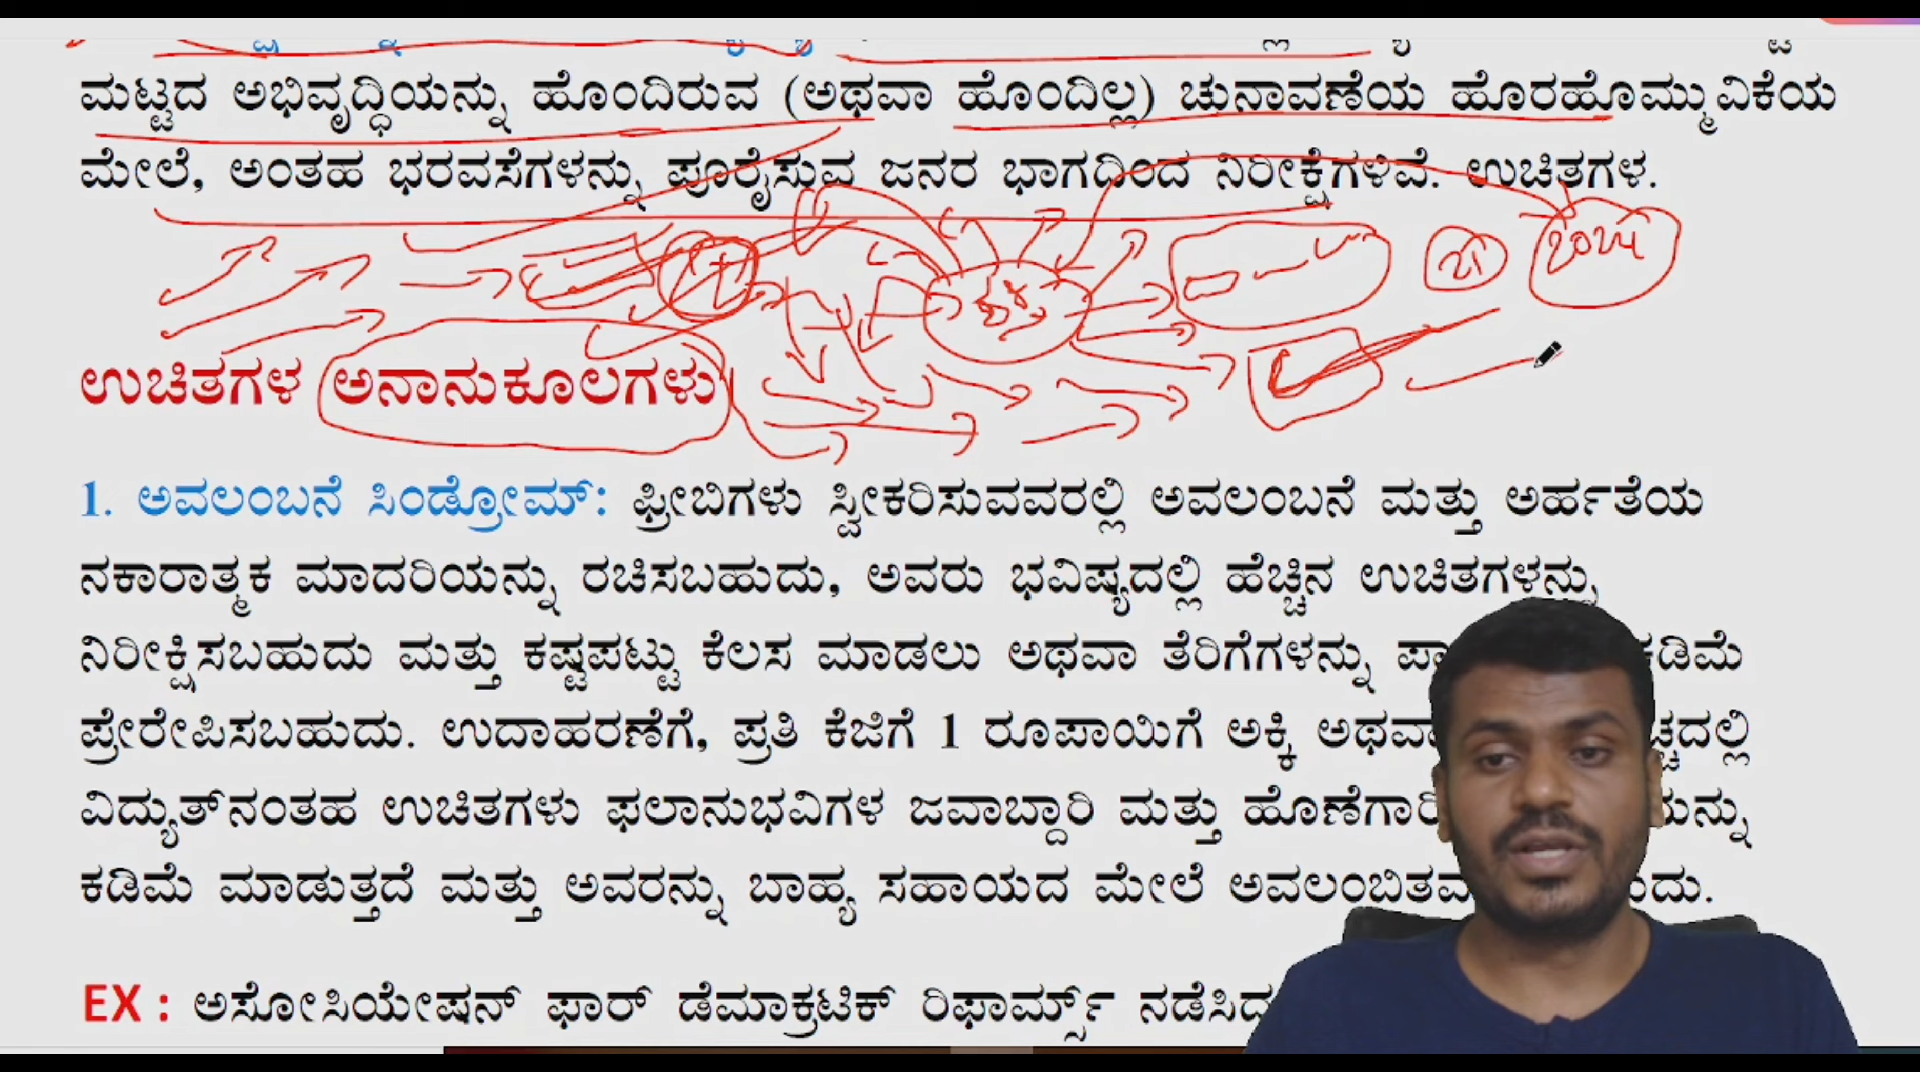 ಮಟ್ಟದ ಅಭಿವೃದ್ಧಿಯನ್ನು ಹೊಂದಿರುವ (ಅಥವಾ ಹೊಂದಿಲ್ಲ) ಚುನಾವಣೆಯ ಹೊರಹೊಮ್ಮುವಿಕೆಯ
ಮೇಲೆ, ಅಂತಹ ಭರವಸೆಗಳನ್ನು ಪೂರೈಸುವ ಜನರ ಭಾಗದಿಂದ ನಿರೀಕ್ಷೆಗಳಿವೆ. ಉಚಿತಗಳ.
25 2024
ಉಚಿತಗಳ ಅನಾನುಕೂಲಗಳು
1. ಅವಲಂಬನೆ ಸಿಂಡ್ರೋಮ್: ಫ್ರೀಬಿಗಳು ಸ್ವೀಕರಿಸುವವರಲ್ಲಿ ಅವಲಂಬನೆ ಮತ್ತು ಅರ್ಹತೆಯ
ನಕಾರಾತ್ಮಕ ಮಾದರಿಯನ್ನು ರಚಿಸಬಹುದು, ಅವರು ಭವಿಷ್ಯದಲ್ಲಿ ಹೆಚ್ಚಿನ ಉಚಿತಗಳನ್ನು
ನಿರೀಕ್ಷಿಸಬಹುದು ಮತ್ತು ಕಷ್ಟಪಟ್ಟು ಕೆಲಸ ಮಾಡಲು ಅಥವಾ ತೆರಿಗೆಗಳನ್ನು ಕಡಿಮೆ
ಪ್ರೇರೇಪಿಸಬಹುದು. ಉದಾಹರಣೆಗೆ, ಪ್ರತಿ ಕೆಜಿಗೆ 1 ರೂಪಾಯಿಗೆ ಅಕ್ಕಿ ಅಥವಾ
ವಿದ್ಯುತ್‌ನಂತಹ ಉಚಿತಗಳು ಫಲಾನುಭವಿಗಳ ಜವಾಬ್ದಾರಿ ಮತ್ತು
ಕಡಿಮೆ ಮಾಡುತ್ತದೆ ಮತ್ತು ಅವರನ್ನು ಬಾಹ್ಯ ಸಹಾಯದ ಮೇಲೆ
EX : ಅಸೋಸಿಯೇಷನ್ ಫಾರ್ ಡೆಮಾಕ್ರಟಿಕ್ ರಿಫಾರ್ಮ್ಸ್